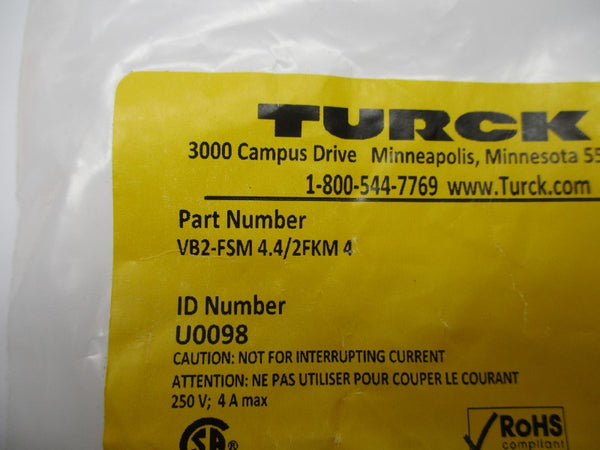 TURCK
3000 Campus Drive Minneapolis, Minnesota 55
1-800-544-7769 www.Turck.com
Part Number
VB2-FSM 4.4/2FKM 4
ID Number
U0098
CAUTION: NOT FOR INTERRUPTING CURRENT
ATTENTION: NE PAS UTILISER POUR COUPER LE COURANT
250 V; 4 A max
SA ®
RoHS
compliant